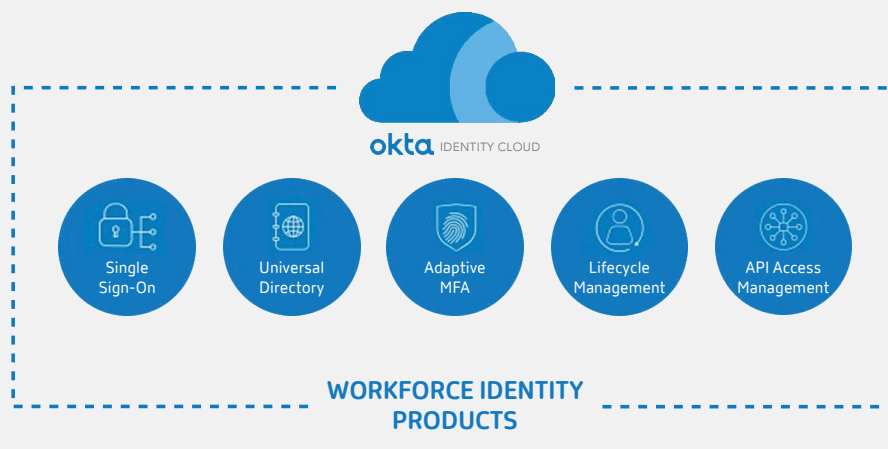 okta IDENTITY CLOUD
Single
Sign-On
Universal
Directory
Adaptive
MFA
Lifecycle
Management
API Access
Management
WORKFORCE IDENTITY
PRODUCTS